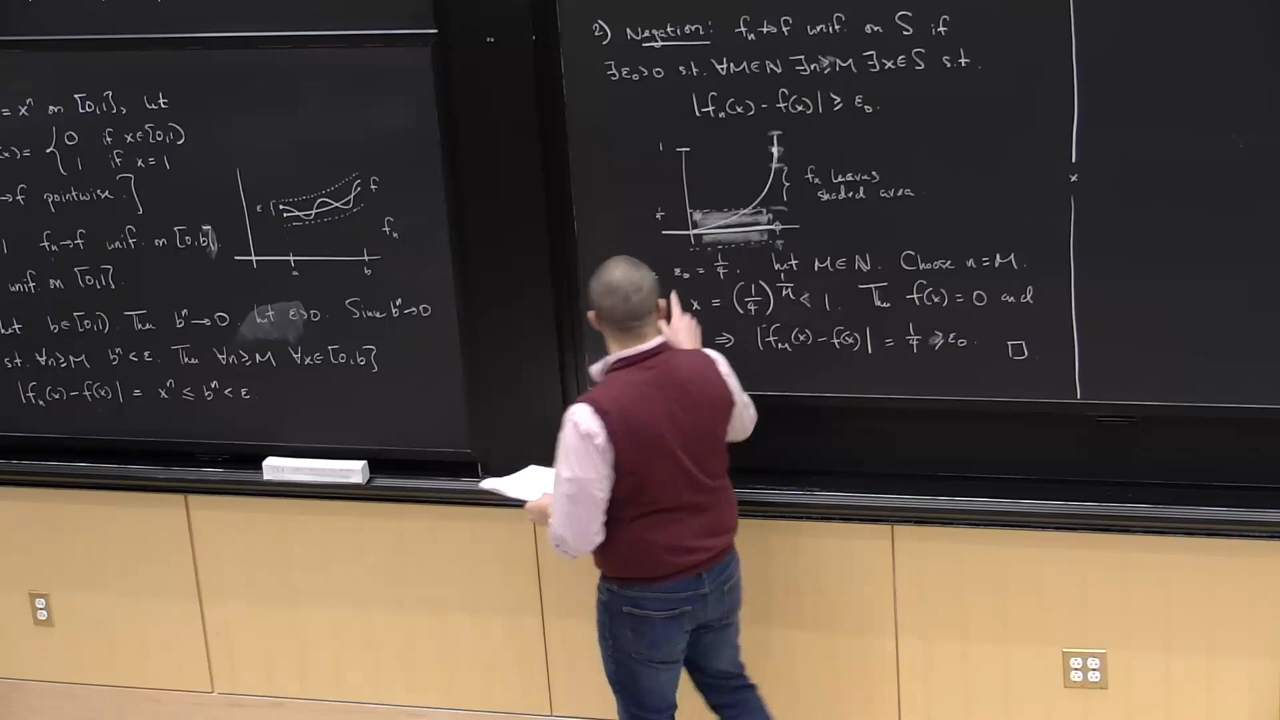 = xⁿ on [0,1], let
(x) = { 0 if x∈[0,1)
1 if x = 1
→f pointwise.]
1 fₙ→f unif. on [0,b].
unif on [0,1].
let b∈[0,1). Then bⁿ→0. Let ε>0. Since bⁿ→0
s.t. ∀n≥M bⁿ<ε. Then ∀n≥M ∀x∈[0,b]
|fₙ(x)-f(x)| = xⁿ ≤ bⁿ < ε.
ε
f
fₙ
a
b
2) Negation: fₙ↛f unif. on S if
∃ε₀>0 s.t. ∀M∈ℕ ∃n≥M ∃x∈S s.t.
|fₙ(x)-f(x)| ≥ ε₀.
1
1/4
fₙ leaves
shaded area.
ε₀ = 1/4. Let M∈ℕ. Choose n=M.
x = (1/4)^(1/M) < 1. Then f(x)=0 and
⇒ |f_M(x)-f(x)| = 1/4 ≥ ε₀. □
x